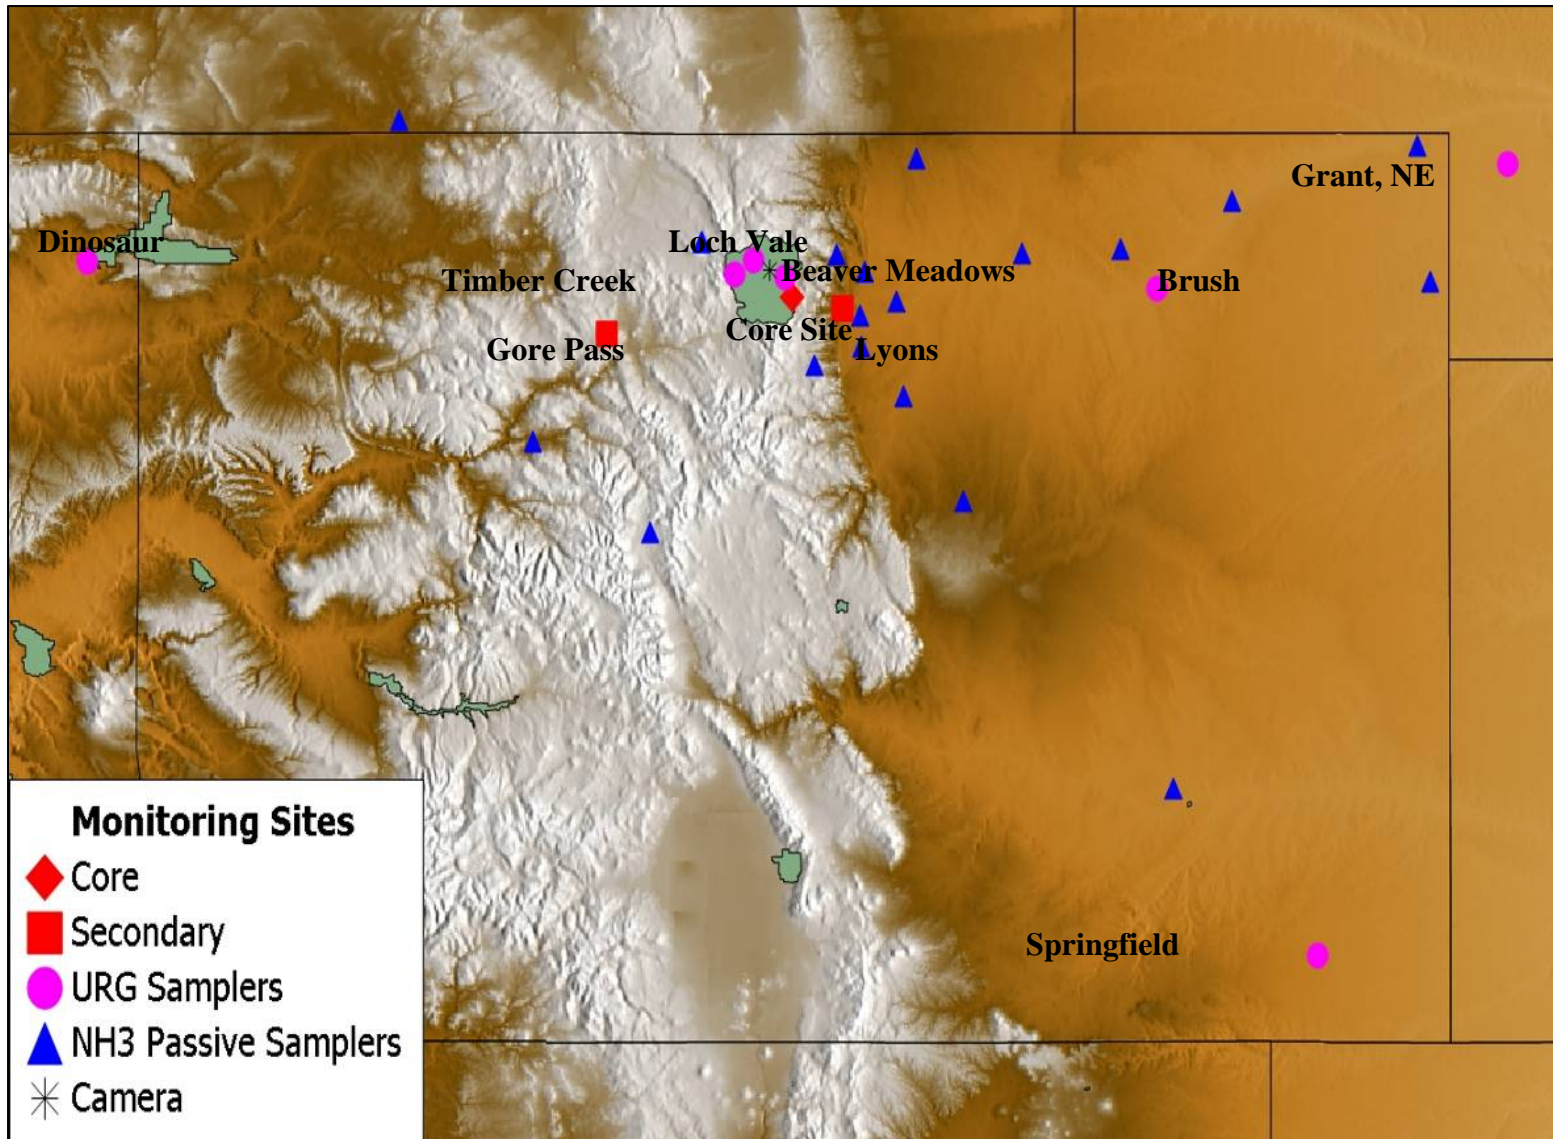 Grant, NE
Dinosaur
Loch Vale
Timber Creek
Beaver Meadows
Brush
Core Site
Gore Pass
Lyons
Springfield
Monitoring Sites
Core
Secondary
URG Samplers
NH3 Passive Samplers
Camera